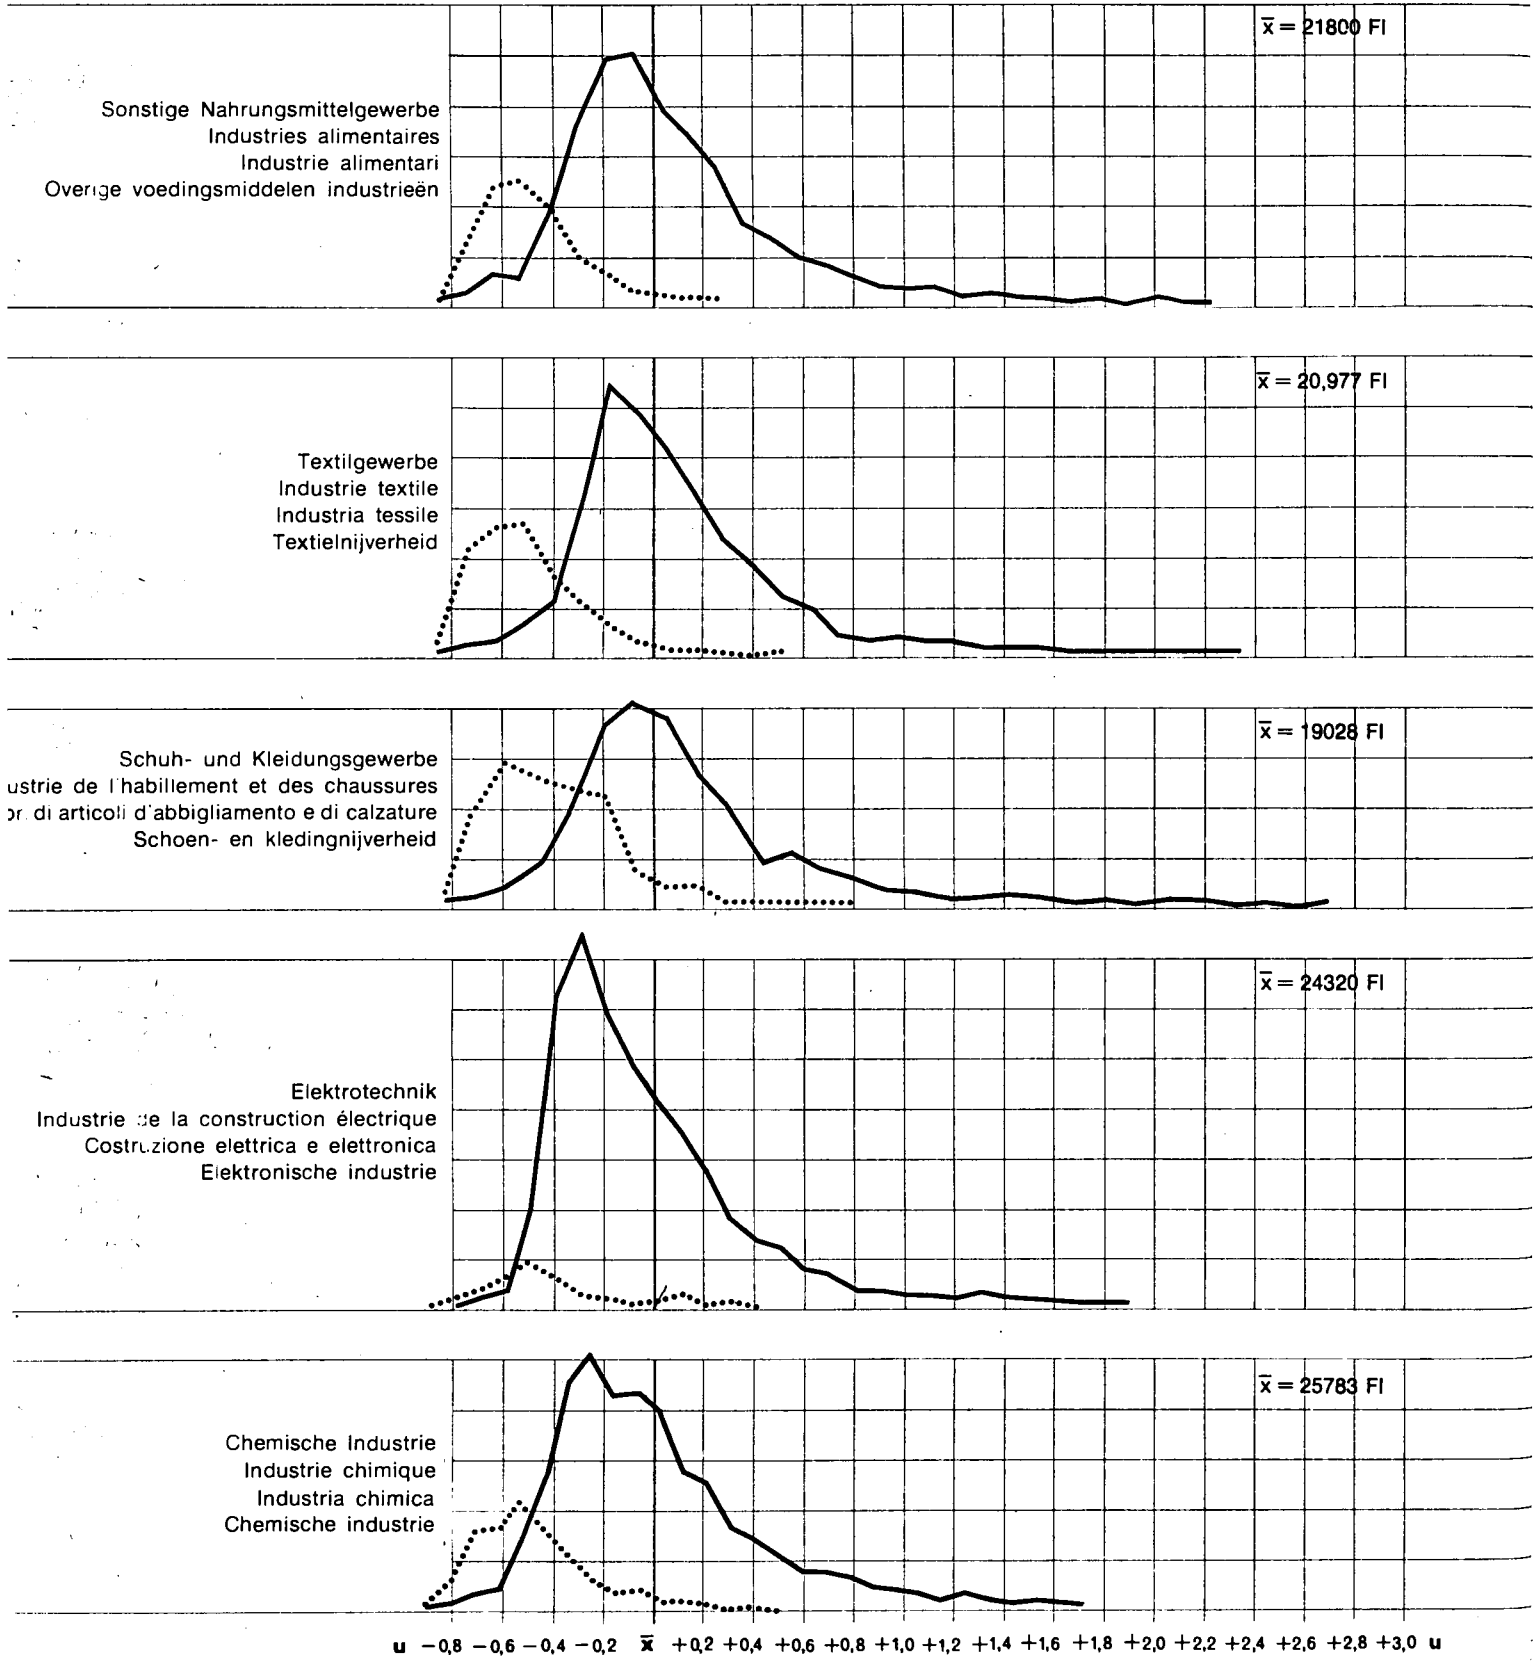 x̄ = 21800 Fl
Sonstige Nahrungsmittelgewerbe
Industries alimentaires
Industrie alimentari
Overige voedingsmiddelen industrieën
x̄ = 20,977 Fl
Textilgewerbe
Industrie textile
Industria tessile
Textielnijverheid
x̄ = 19028 Fl
Schuh- und Kleidungsgewerbe
ustrie de l'habillement et des chaussures
or. di articoli d'abbigliamento e di calzature
Schoen- en kledingnijverheid
x̄ = 24320 Fl
Elektrotechnik
Industrie de la construction électrique
Costruzione elettrica e elettronica
Elektronische industrie
x̄ = 25783 Fl
Chemische Industrie
Industrie chimique
Industria chimica
Chemische industrie
u -0,8 -0,6 -0,4 -0,2 x̄ +0,2 +0,4 +0,6 +0,8 +1,0 +1,2 +1,4 +1,6 +1,8 +2,0 +2,2 +2,4 +2,6 +2,8 +3,0 u